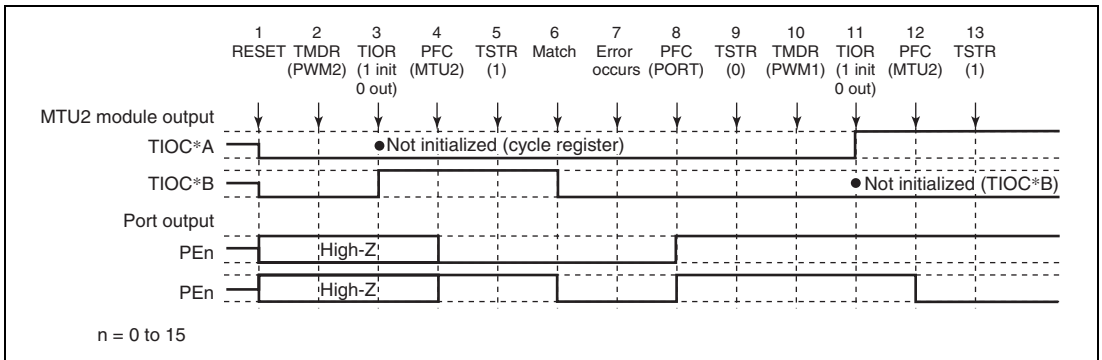 1 2 3 4 5 6 7 8 9 10 11 12 13
RESET TMDR TIOR PFC TSTR Match Error PFC TSTR TMDR TIOR PFC TSTR
(PWM2) (1 init (MTU2) (1) occurs (PORT) (0) (PWM1) (1 init (MTU2) (1)
0 out) 0 out)
MTU2 module output
TIOC*A ●Not initialized (cycle register)
TIOC*B ● Not initialized (TIOC*B)
Port output
PEn High-Z
PEn High-Z
n = 0 to 15